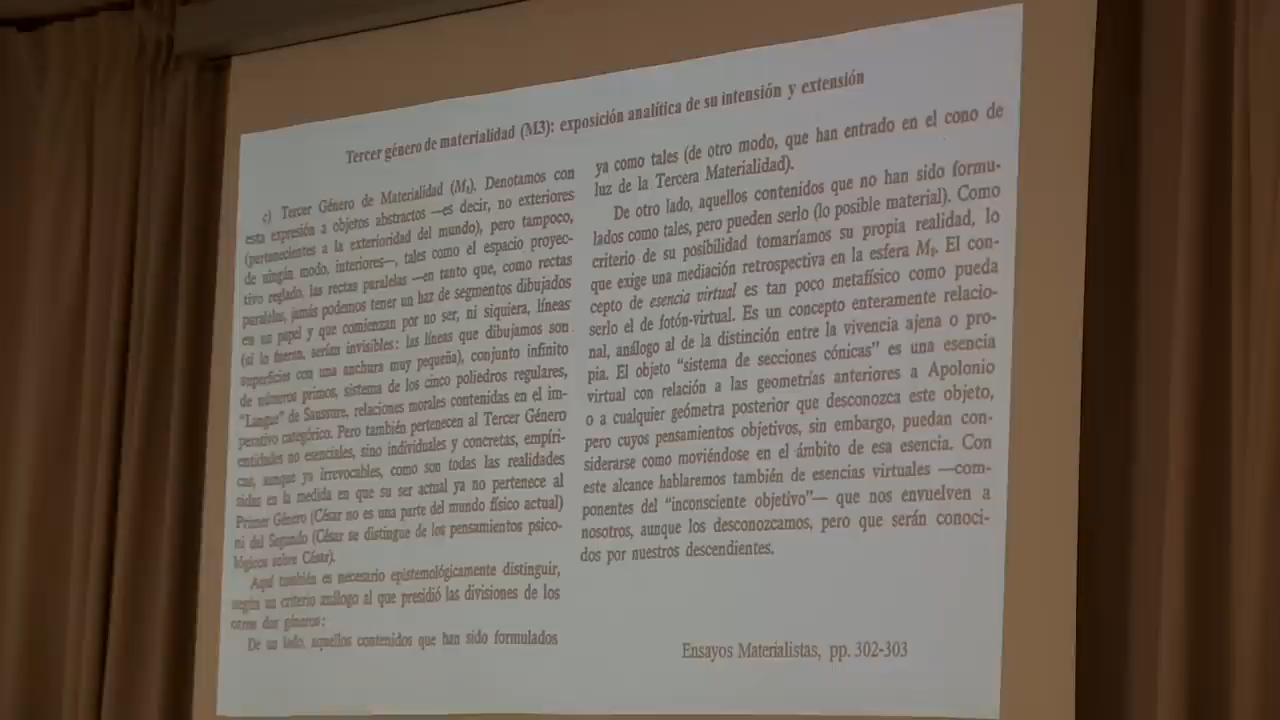 Tercer género de materialidad (M3): exposición analítica de su intensión y extensión
c) Tercer Género de Materialidad (M₃). Denotamos con
esta expresión a objetos abstractos —es decir, no exteriores
(pertenecientes a la exterioridad del mundo), pero tampoco,
de ningún modo, interiores—, tales como el espacio proyec-
tivo reglado, las rectas paralelas —en tanto que, como rectas
paralelas, jamás podemos tener un haz de segmentos dibujados
en un papel y que comienzan por no ser, ni siquiera, líneas
(si lo fueran, serían invisibles: las líneas que dibujamos son
superficies con una anchura muy pequeña), conjunto infinito
de números primos, sistema de los cinco poliedros regulares,
"Langue" de Saussure, relaciones morales contenidas en el im-
perativo categórico. Pero también pertenecen al Tercer Género
entidades no esenciales, sino individuales y concretas, empíri-
cas, aunque ya irrevocables, como son todas las realidades
sidas en la medida en que su ser actual ya no pertenece al
Primer Género (César no es una parte del mundo físico actual)
ni del Segundo (César se distingue de los pensamientos psico-
lógicos sobre César).
Aquí también es necesario epistemológicamente distinguir,
según un criterio análogo al que presidió las divisiones de los
otros dos géneros:
De un lado, aquellos contenidos que han sido formulados
ya como tales (de otro modo, que han entrado en el cono de
luz de la Tercera Materialidad).
De otro lado, aquellos contenidos que no han sido formu-
lados como tales, pero pueden serlo (lo posible material). Como
criterio de su posibilidad tomaríamos su propia realidad, lo
que exige una mediación retrospectiva en la esfera M₁. El con-
cepto de esencia virtual es tan poco metafísico como pueda
serlo el de fotón-virtual. Es un concepto enteramente relacio-
nal, análogo al de la distinción entre la vivencia ajena o pro-
pia. El objeto "sistema de secciones cónicas" es una esencia
virtual con relación a las geometrías anteriores a Apolonio
o a cualquier geómetra posterior que desconozca este objeto,
pero cuyos pensamientos objetivos, sin embargo, puedan con-
siderarse como moviéndose en el ámbito de esa esencia. Con
este alcance hablaremos también de esencias virtuales —com-
ponentes del "inconsciente objetivo"— que nos envuelven a
nosotros, aunque los desconozcamos, pero que serán conoci-
dos por nuestros descendientes.
Ensayos Materialistas, pp. 302-303